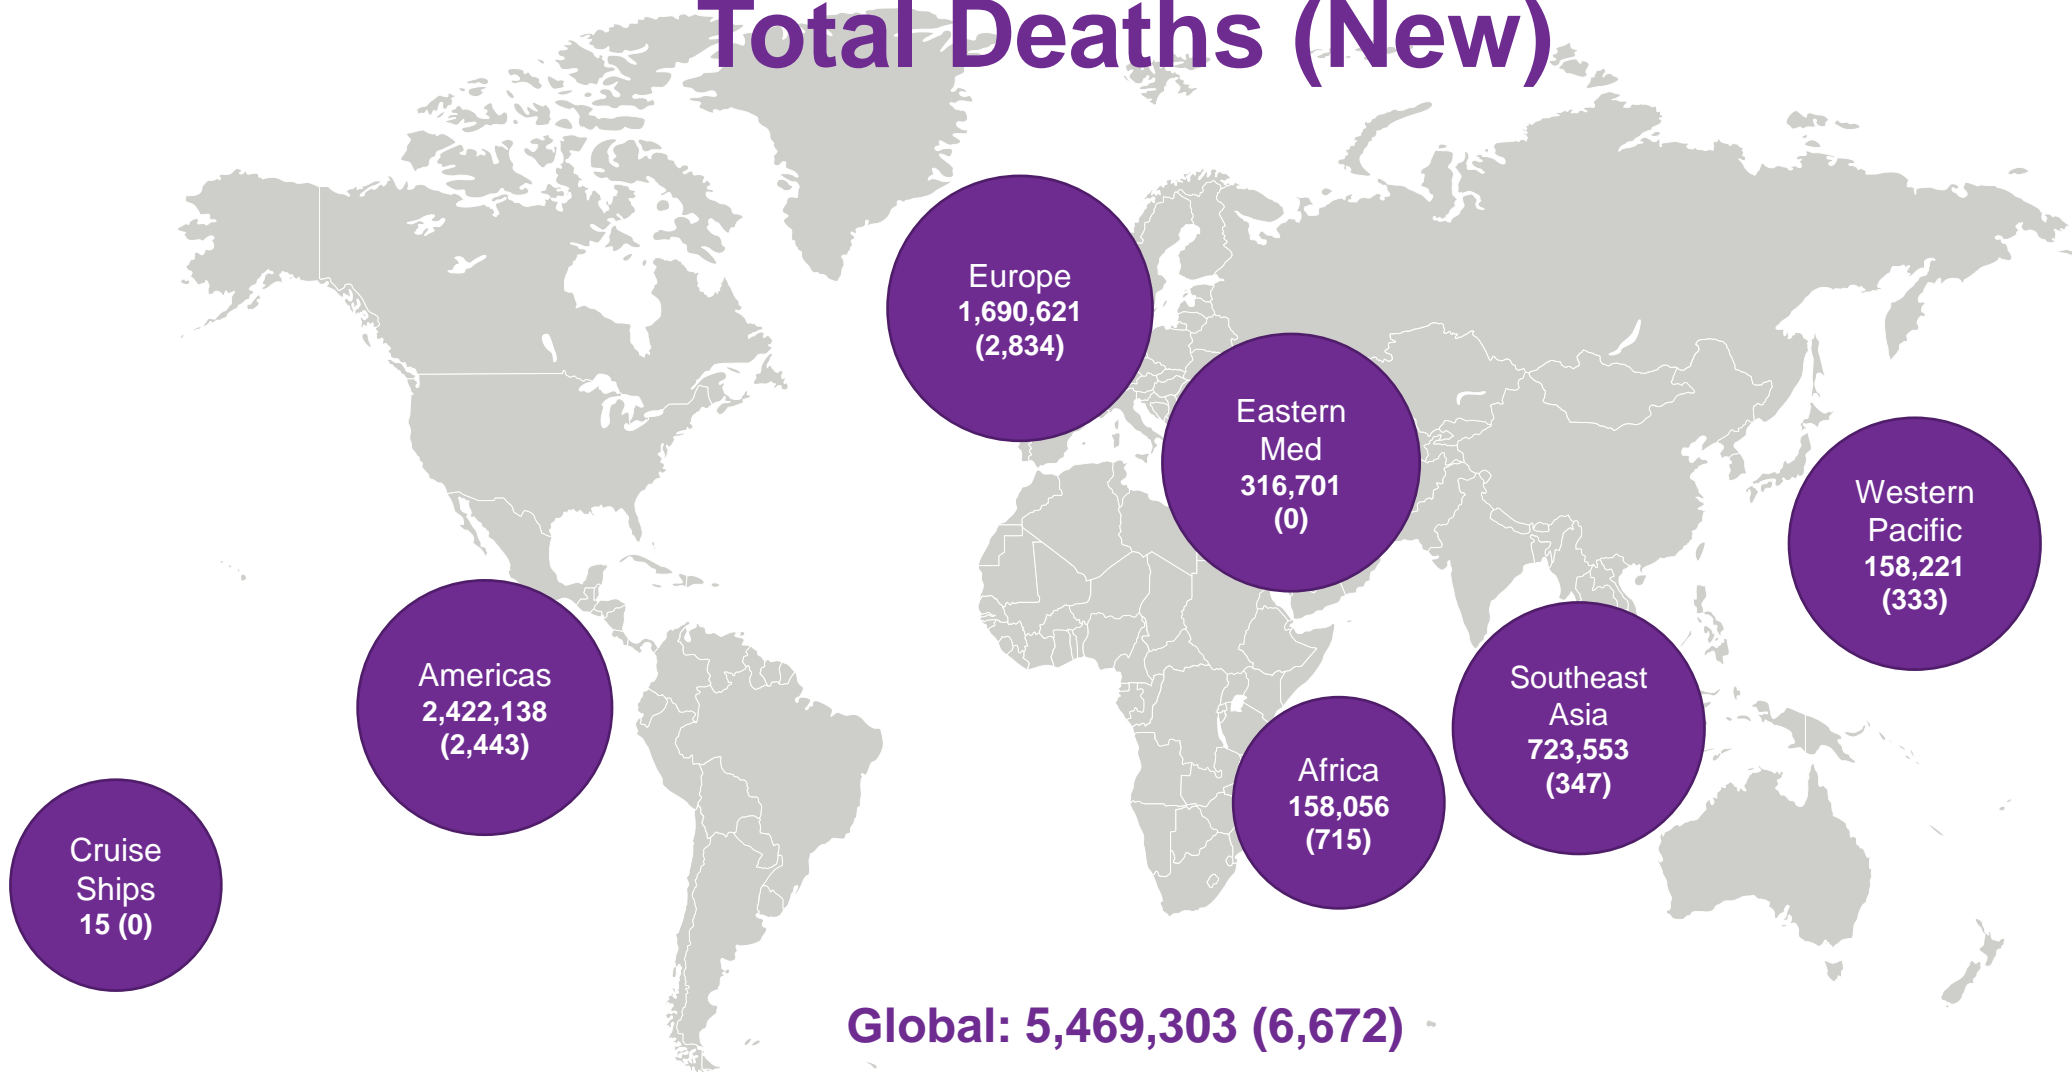 Total Deaths (New)
Europe
1,690,621
(2,834)
Eastern
Med
316,701
(0)
Western
Pacific
158,221
(333)
Americas
2,422,138
(2,443)
Southeast
Asia
723,553
(347)
Africa
158,056
(715)
Cruise
Ships
15 (0)
Global: 5,469,303 (6,672)